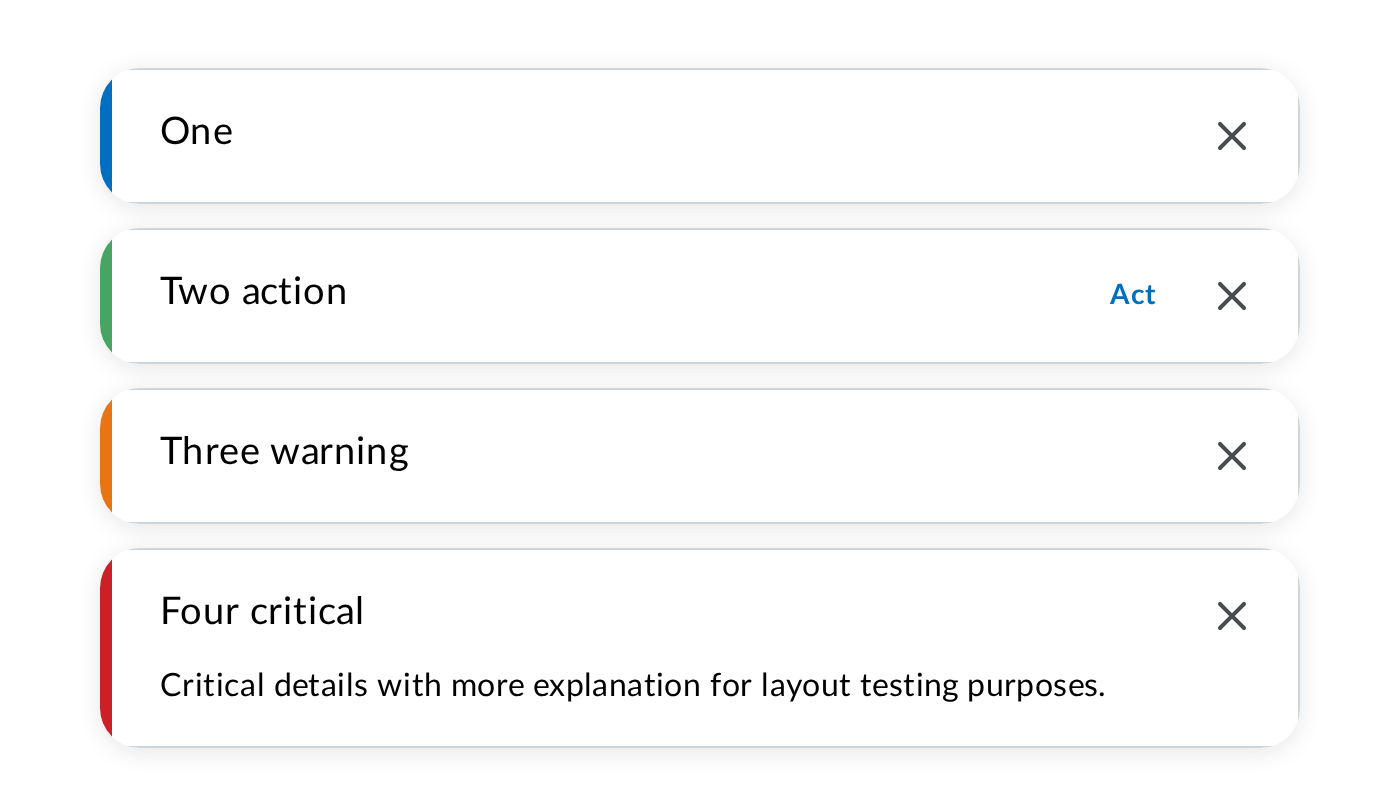 One
Two action
Act
Three warning
Four critical
Critical details with more explanation for layout testing purposes.